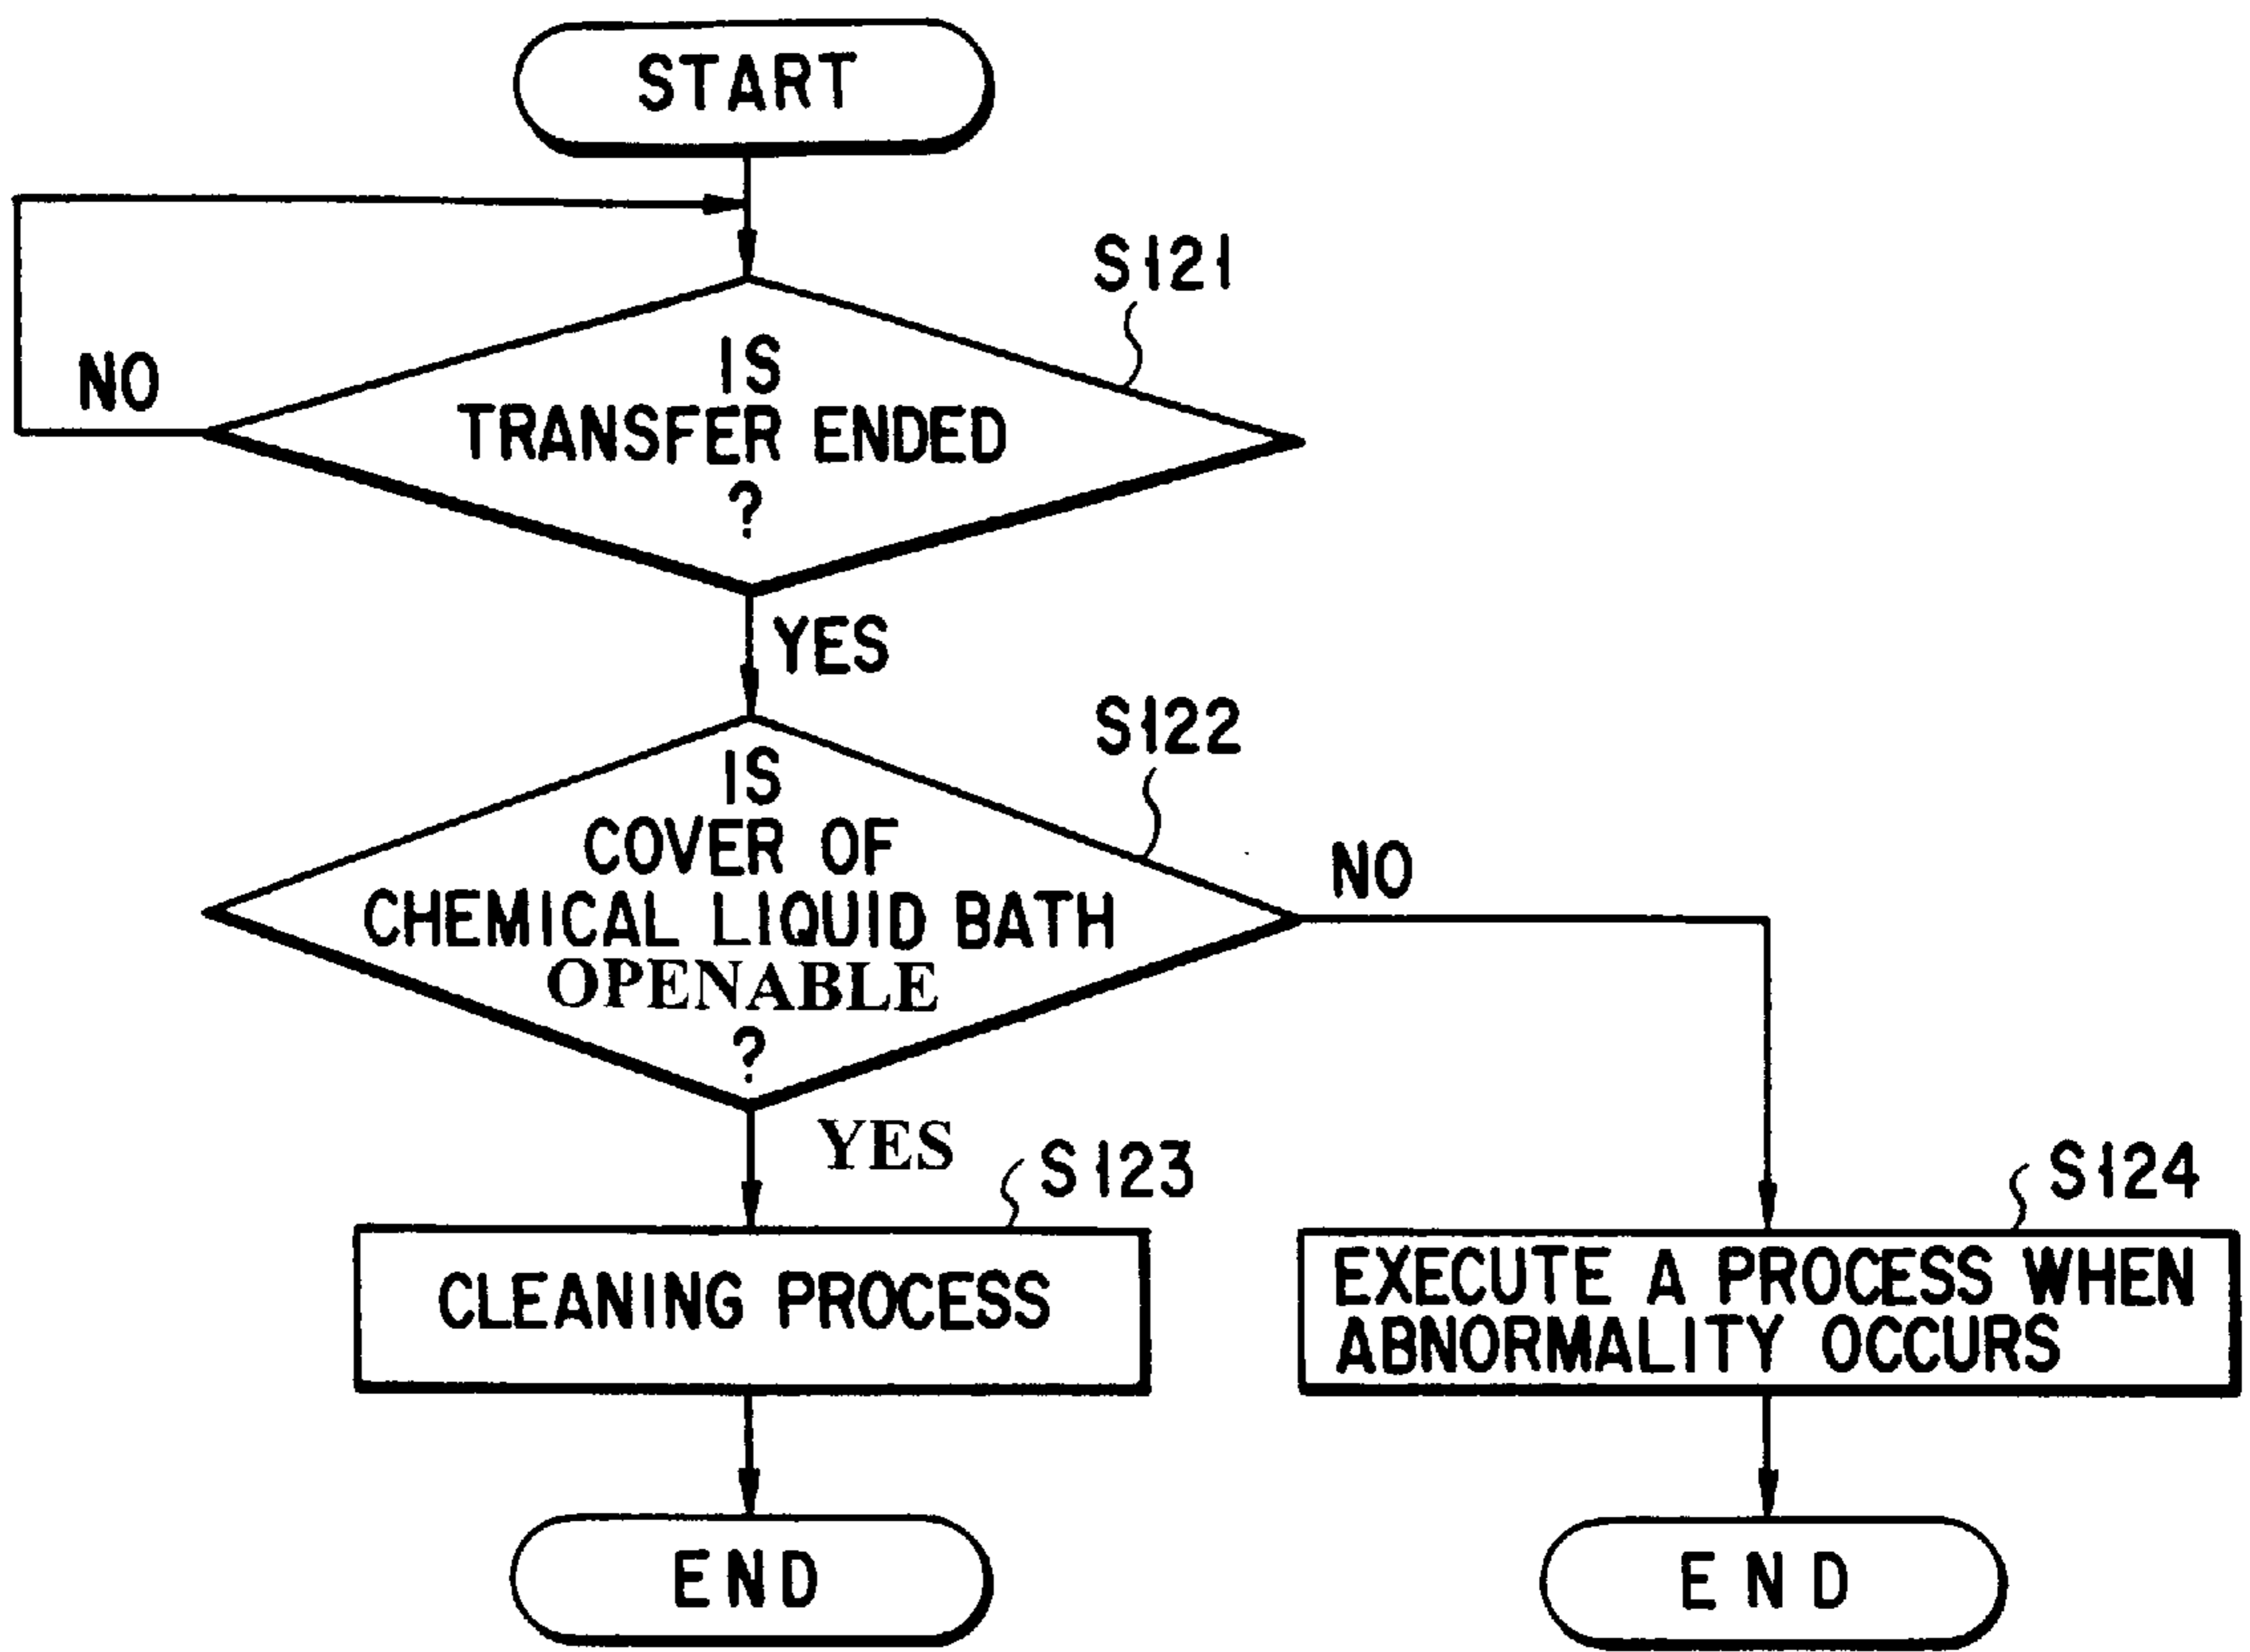 START
S121
NO
IS
TRANSFER ENDED
?
YES
S122
IS
COVER OF
CHEMICAL LIQUID BATH
OPENABLE
?
NO
YES
S123
S124
CLEANING PROCESS
EXECUTE A PROCESS WHEN
ABNORMALITY OCCURS
END
END